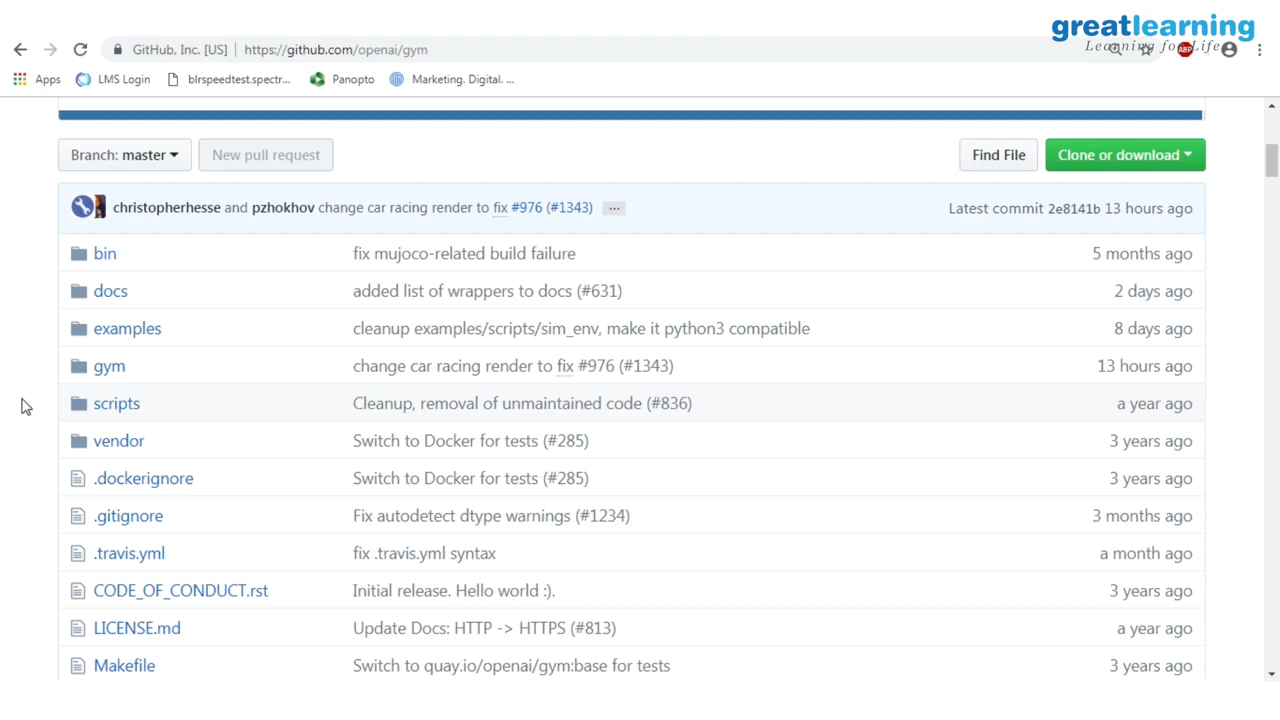 greatlearning
Learning for Life
GitHub, Inc. [US] | https://github.com/openai/gym
ABP
Apps LMS Login blrspeedtest.spectr... Panopto Marketing. Digital. ...
Branch: master New pull request Find File Clone or download
christopherhesse and pzhokhov change car racing render to fix #976 (#1343) ... Latest commit 2e8141b 13 hours ago
bin fix mujoco-related build failure 5 months ago
docs added list of wrappers to docs (#631) 2 days ago
examples cleanup examples/scripts/sim_env, make it python3 compatible 8 days ago
gym change car racing render to fix #976 (#1343) 13 hours ago
scripts Cleanup, removal of unmaintained code (#836) a year ago
vendor Switch to Docker for tests (#285) 3 years ago
.dockerignore Switch to Docker for tests (#285) 3 years ago
.gitignore Fix autodetect dtype warnings (#1234) 3 months ago
.travis.yml fix .travis.yml syntax a month ago
CODE_OF_CONDUCT.rst Initial release. Hello world :). 3 years ago
LICENSE.md Update Docs: HTTP -> HTTPS (#813) a year ago
Makefile Switch to quay.io/openai/gym:base for tests 3 years ago